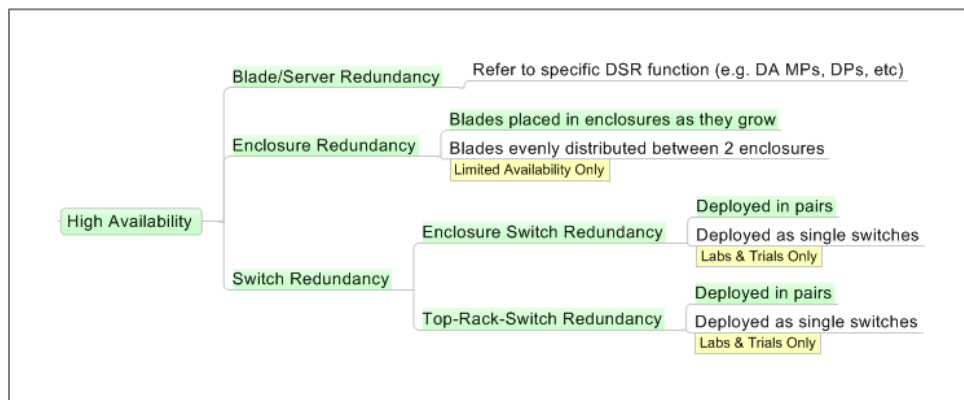 High Availability
Blade/Server Redundancy
Refer to specific DSR function (e.g. DA MPs, DPs, etc)
Enclosure Redundancy
Blades placed in enclosures as they grow
Blades evenly distributed between 2 enclosures
Limited Availability Only
Switch Redundancy
Enclosure Switch Redundancy
Deployed in pairs
Deployed as single switches
Labs & Trials Only
Top-Rack-Switch Redundancy
Deployed in pairs
Deployed as single switches
Labs & Trials Only